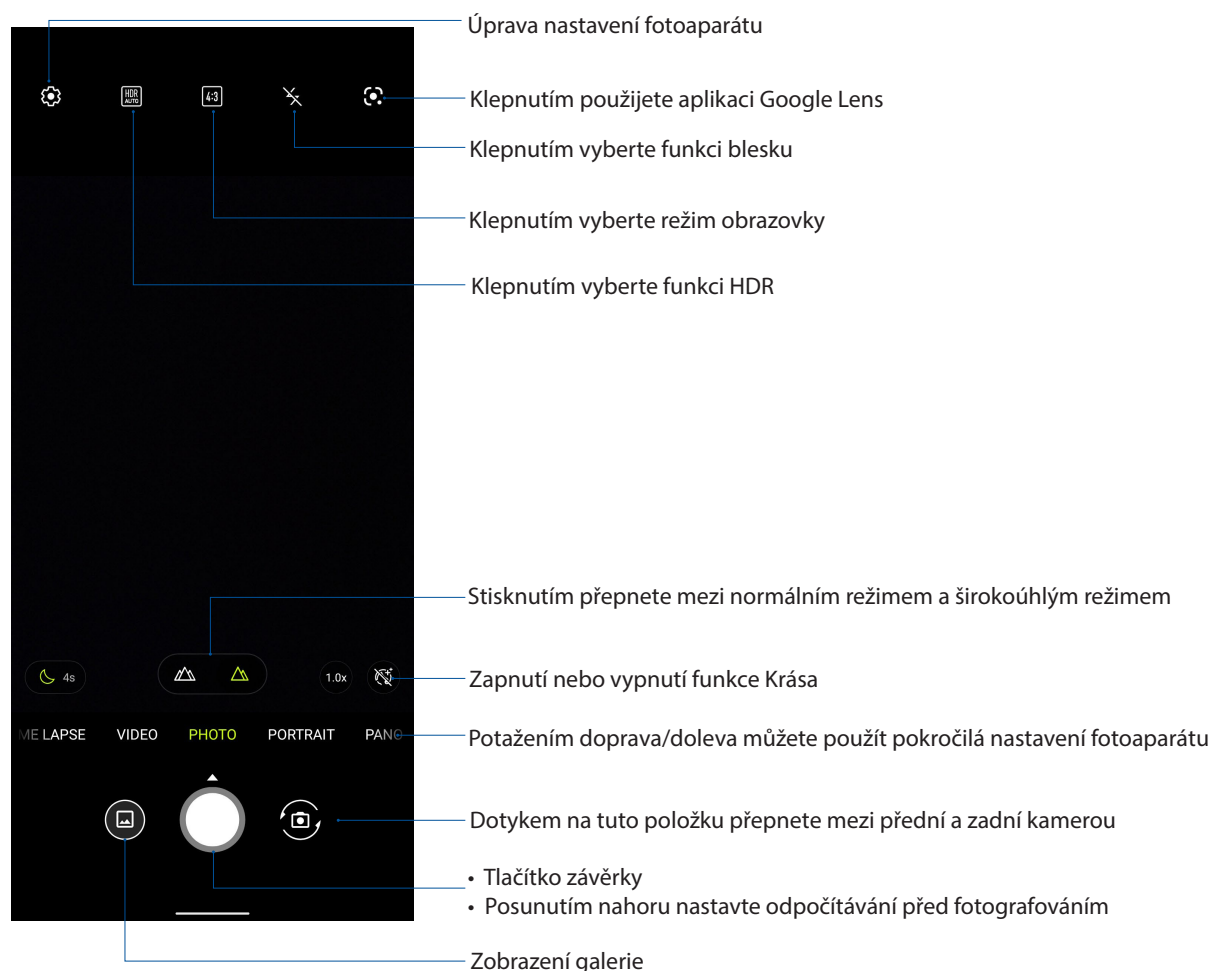 Úprava nastavení fotoaparátu
HDR
AUTO
4:3
Klepnutím použijete aplikaci Google Lens
Klepnutím vyberte funkci blesku
Klepnutím vyberte režim obrazovky
Klepnutím vyberte funkci HDR
Stisknutím přepnete mezi normálním režimem a širokoúhlým režimem
4s
1.0x
Zapnutí nebo vypnutí funkce Krása
ME LAPSE VIDEO PHOTO PORTRAIT PANO
Potažením doprava/doleva můžete použít pokročilá nastavení fotoaparátu
Dotykem na tuto položku přepnete mezi přední a zadní kamerou
• Tlačítko závěrky
• Posunutím nahoru nastavte odpočítávání před fotografováním
Zobrazení galerie